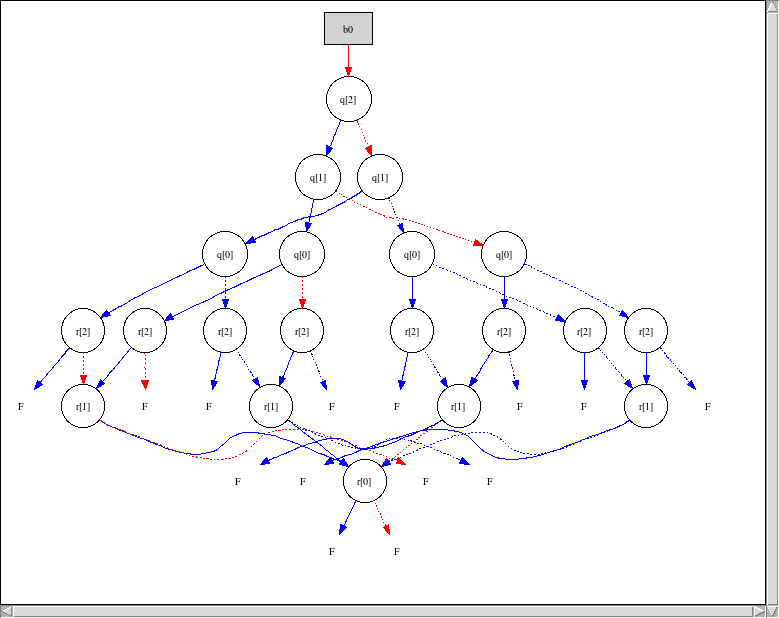 b0
q[2]
q[1] q[1]
q[0] q[0] q[0] q[0]
r[2] r[2] r[2] r[2] r[2] r[2] r[2] r[2]
F r[1] F F r[1] F F r[1] F F r[1] F
F F r[0] F F
F F